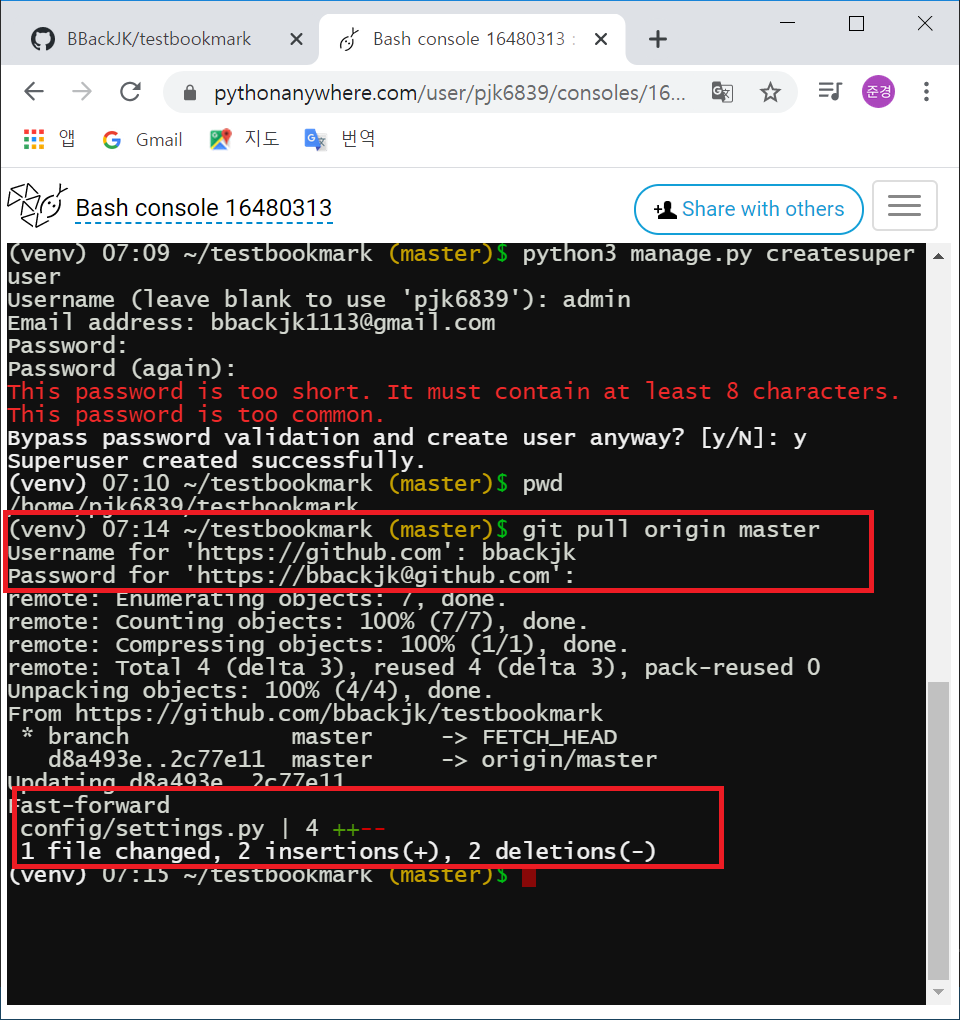 BBackJK/testbookmark
Bash console 16480313 :
pythonanywhere.com/user/pjk6839/consoles/16...
준경
앱
Gmail
지도
번역
Bash console 16480313
Share with others
(venv) 07:09 ~/testbookmark (master)$ python3 manage.py createsuper
user
Username (leave blank to use 'pjk6839'): admin
Email address: bbackjk1113@gmail.com
Password:
Password (again):
This password is too short. It must contain at least 8 characters.
This password is too common.
Bypass password validation and create user anyway? [y/N]: y
Superuser created successfully.
(venv) 07:10 ~/testbookmark (master)$ pwd
/home/pjk6839/testbookmark
(venv) 07:14 ~/testbookmark (master)$ git pull origin master
Username for 'https://github.com': bbackjk
Password for 'https://bbackjk@github.com':
remote: Enumerating objects: 7, done.
remote: Counting objects: 100% (7/7), done.
remote: Compressing objects: 100% (1/1), done.
remote: Total 4 (delta 3), reused 4 (delta 3), pack-reused 0
Unpacking objects: 100% (4/4), done.
From https://github.com/bbackjk/testbookmark
 * branch            master     -> FETCH_HEAD
   d8a493e..2c77e11  master     -> origin/master
Updating d8a493e..2c77e11
Fast-forward
 config/settings.py | 4 ++--
 1 file changed, 2 insertions(+), 2 deletions(-)
(venv) 07:15 ~/testbookmark (master)$